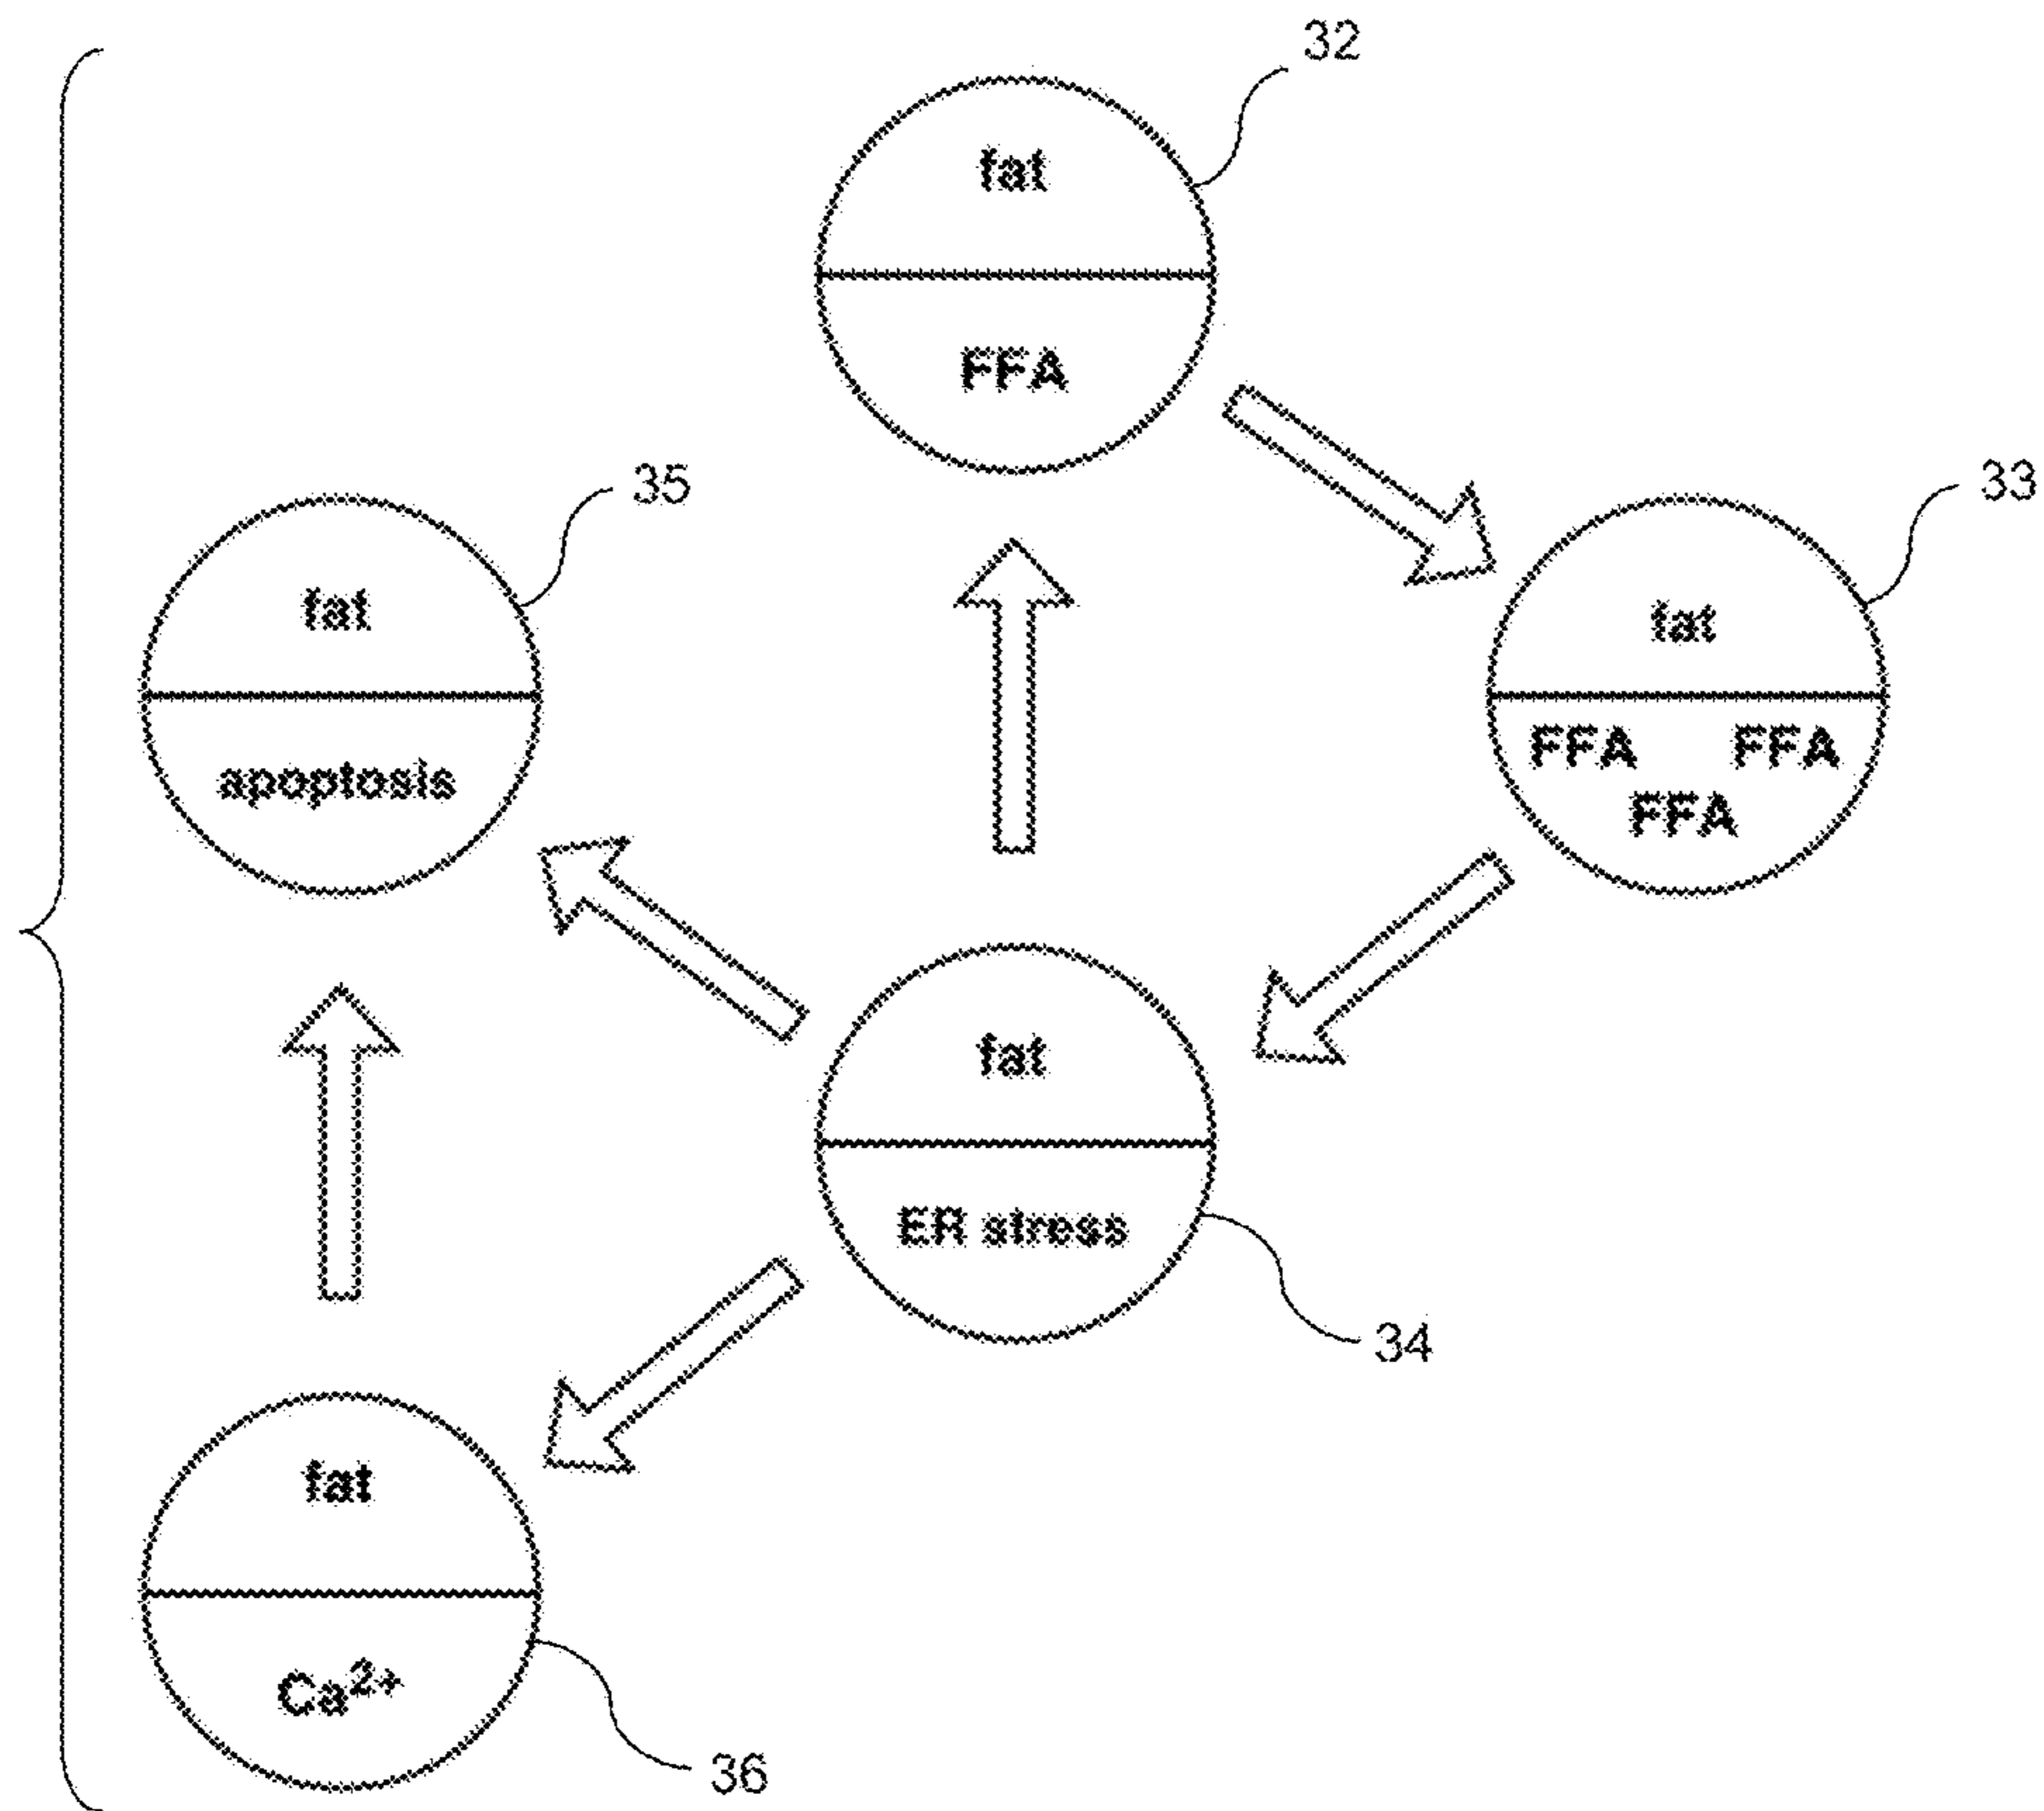 32
fat
FFA
35
33
fat
apoptosis
fat
FFA FFA
FFA
fat
ER stress
34
fat
Ca2+
36